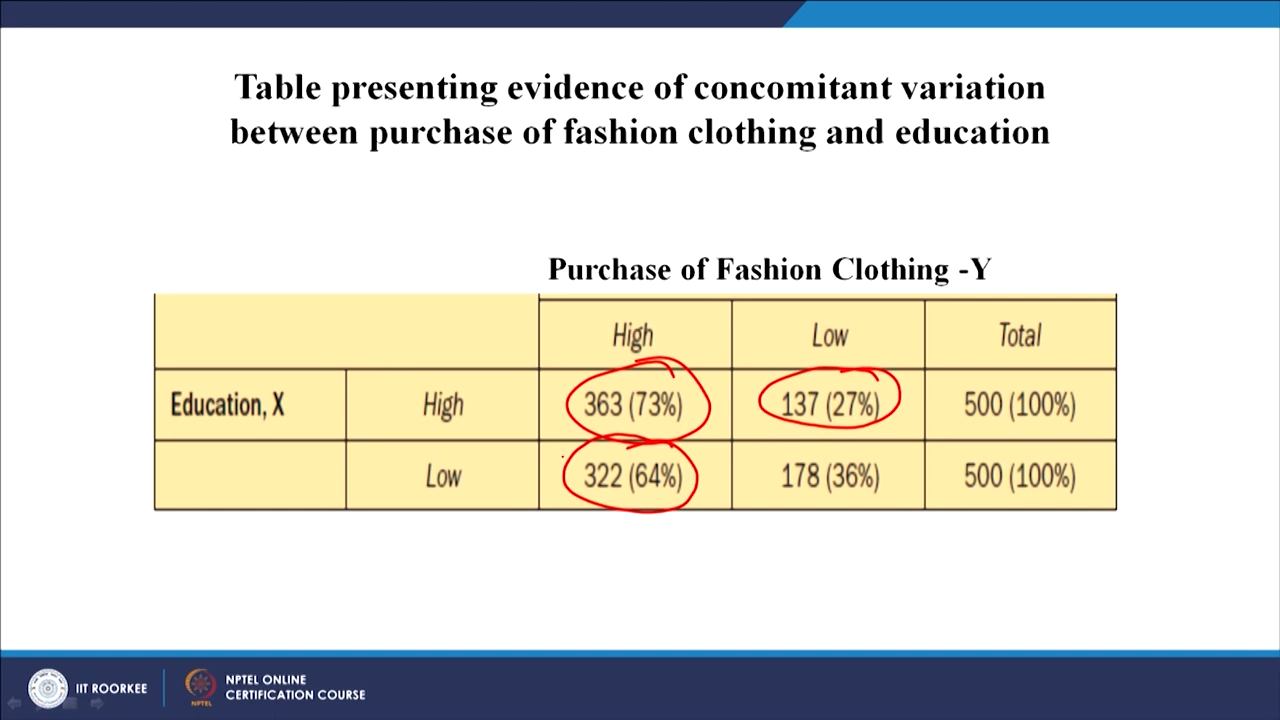 Table presenting evidence of concomitant variation
between purchase of fashion clothing and education
Purchase of Fashion Clothing -Y
High Low Total
Education, X High 363 (73%) 137 (27%) 500 (100%)
Low 322 (64%) 178 (36%) 500 (100%)
IIT ROORKEE
NPTEL
NPTEL ONLINE
CERTIFICATION COURSE